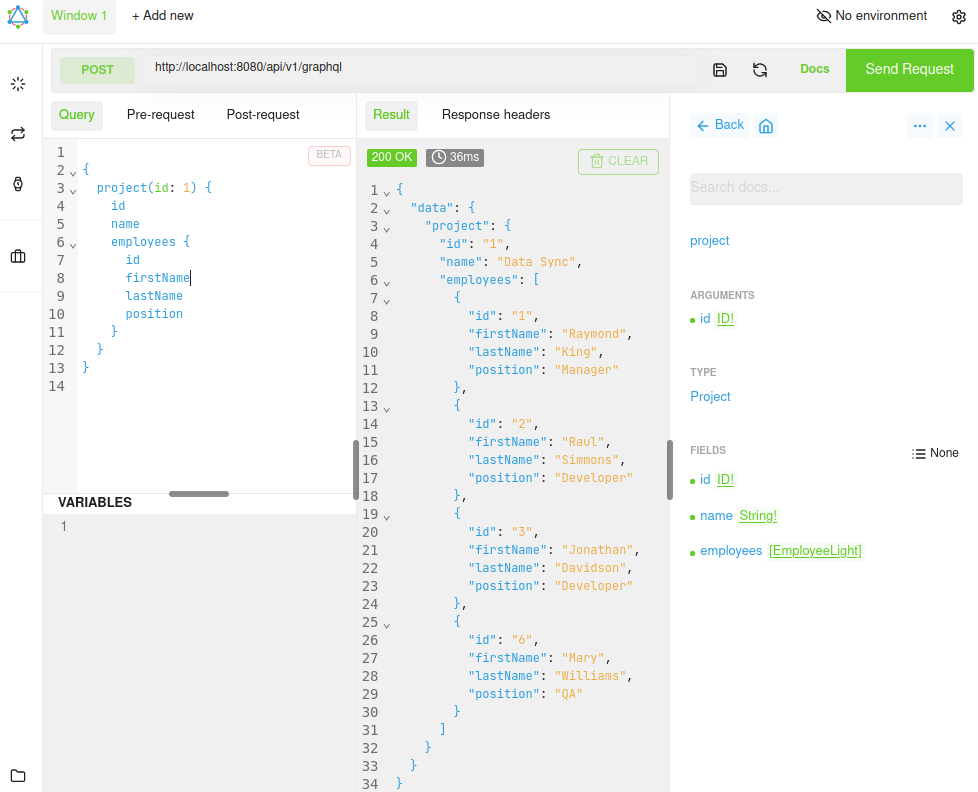 Window 1
+ Add new
No environment
POST
http://localhost:8080/api/v1/graphql
Docs
Send Request
Query
Pre-request
Post-request
BETA
1
2 {
3   project(id: 1) {
4     id
5     name
6     employees {
7       id
8       firstName
9       lastName
10       position
11     }
12   }
13 }
14
VARIABLES
1
Result
Response headers
200 OK
36ms
CLEAR
1 {
2   "data": {
3     "project": {
4       "id": "1",
5       "name": "Data Sync",
6       "employees": [
7         {
8           "id": "1",
9           "firstName": "Raymond",
10           "lastName": "King",
11           "position": "Manager"
12         },
13         {
14           "id": "2",
15           "firstName": "Raul",
16           "lastName": "Simmons",
17           "position": "Developer"
18         },
19         {
20           "id": "3",
21           "firstName": "Jonathan",
22           "lastName": "Davidson",
23           "position": "Developer"
24         },
25         {
26           "id": "6",
27           "firstName": "Mary",
28           "lastName": "Williams",
29           "position": "QA"
30         }
31       ]
32     }
33   }
34 }
Back
Search docs...
project
ARGUMENTS
id ID!
TYPE
Project
FIELDS
None
id ID!
name String!
employees [EmployeeLight]